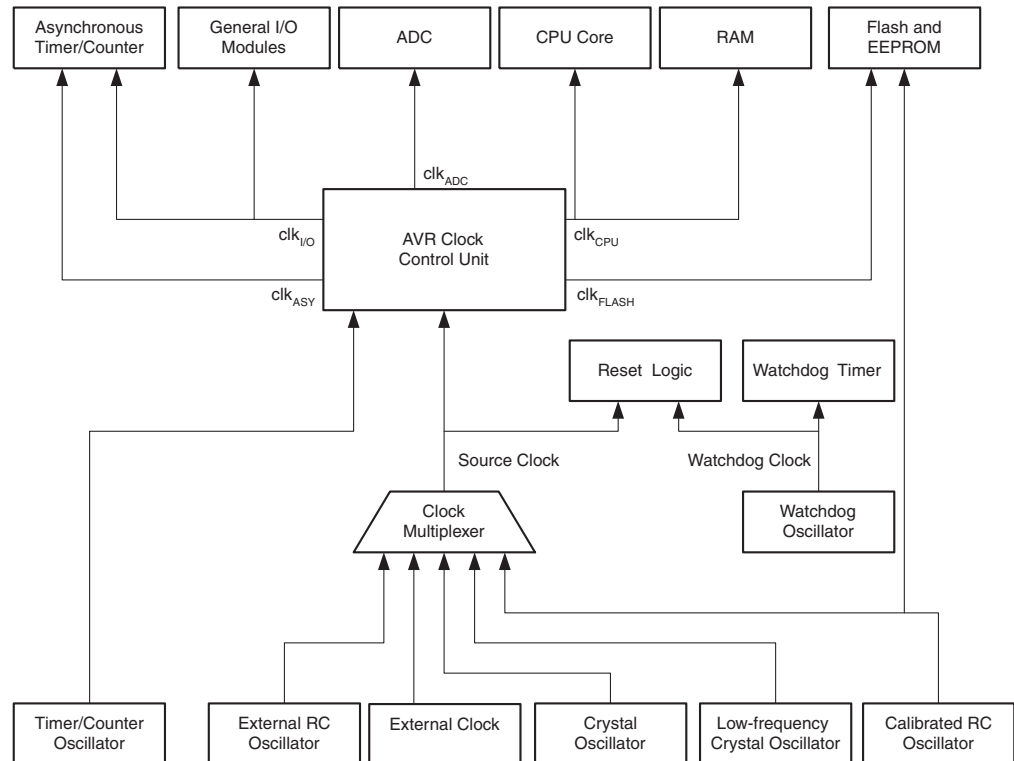 Asynchronous
Timer/Counter
General I/O
Modules
ADC
CPU Core
RAM
Flash and
EEPROM
clkADC
clkI/O
AVR Clock
Control Unit
clkCPU
clkASY
clkFLASH
Reset Logic
Watchdog Timer
Source Clock
Watchdog Clock
Clock
Multiplexer
Watchdog
Oscillator
Timer/Counter
Oscillator
External RC
Oscillator
External Clock
Crystal
Oscillator
Low-frequency
Crystal Oscillator
Calibrated RC
Oscillator